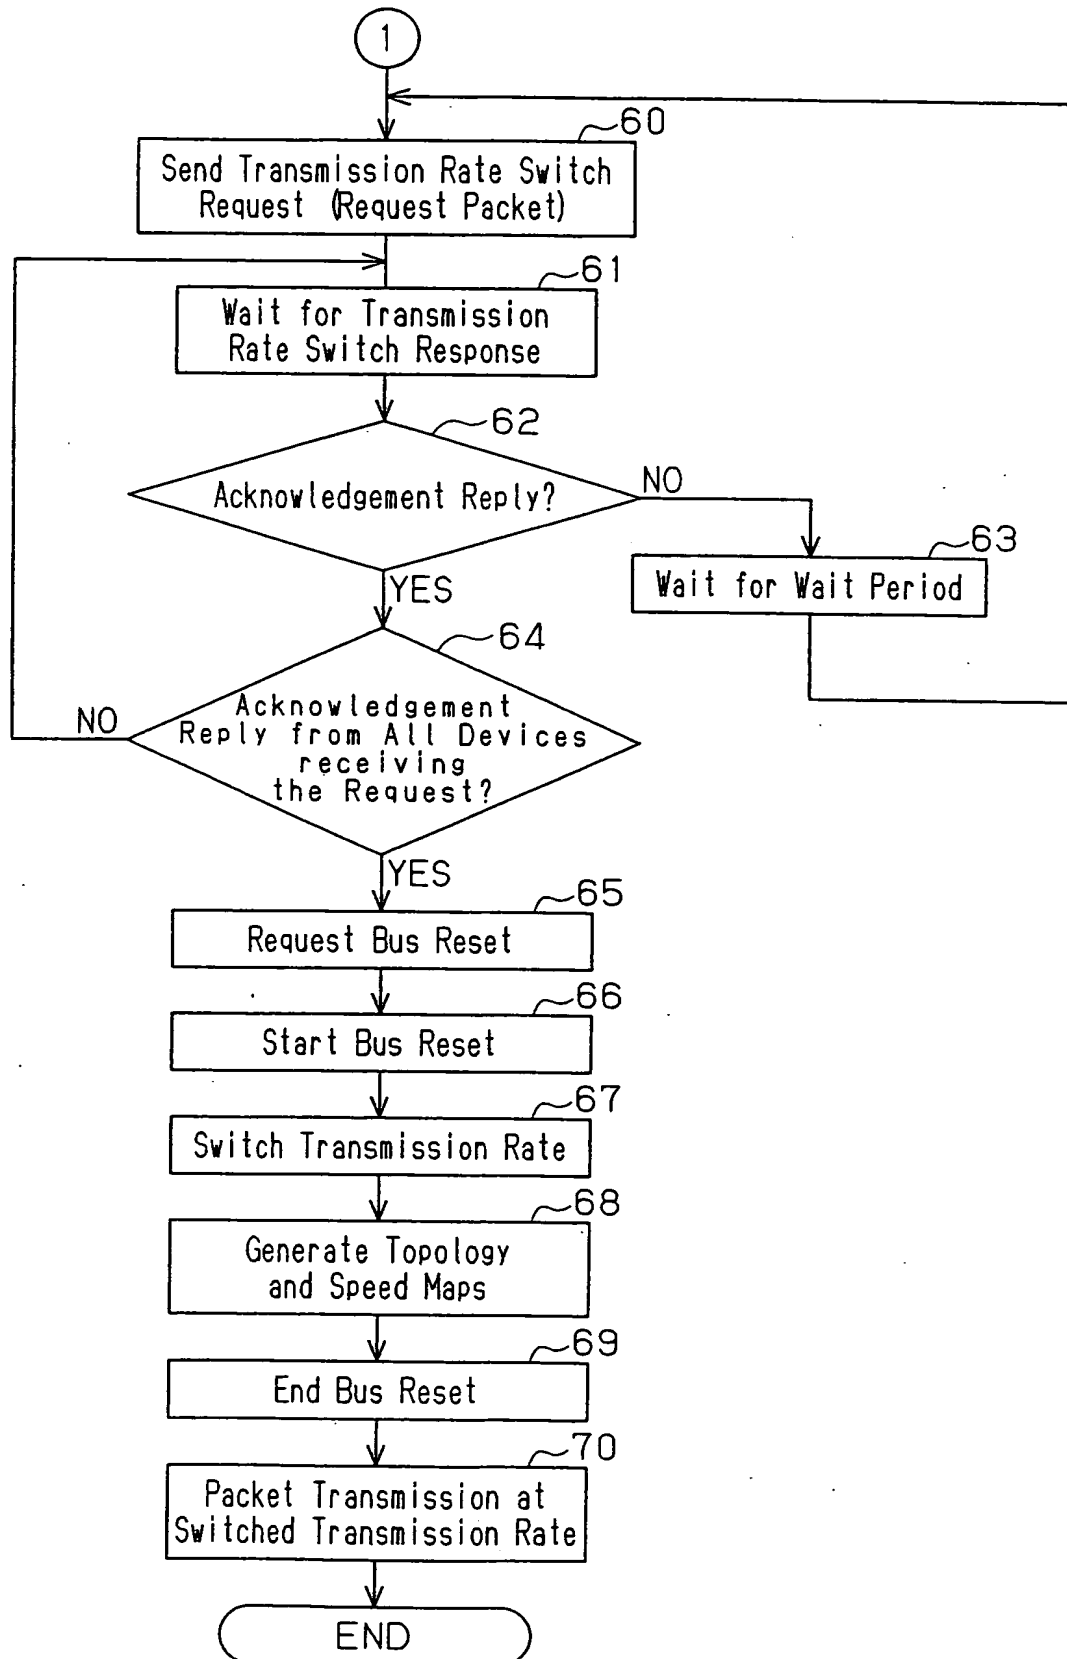 1
60
Send Transmission Rate Switch
Request (Request Packet)
61
Wait for Transmission
Rate Switch Response
62
Acknowledgement Reply?
NO
63
Wait for Wait Period
YES
64
Acknowledgement
Reply from All Devices
receiving
the Request?
NO
YES
65
Request Bus Reset
66
Start Bus Reset
67
Switch Transmission Rate
68
Generate Topology
and Speed Maps
69
End Bus Reset
70
Packet Transmission at
Switched Transmission Rate
END